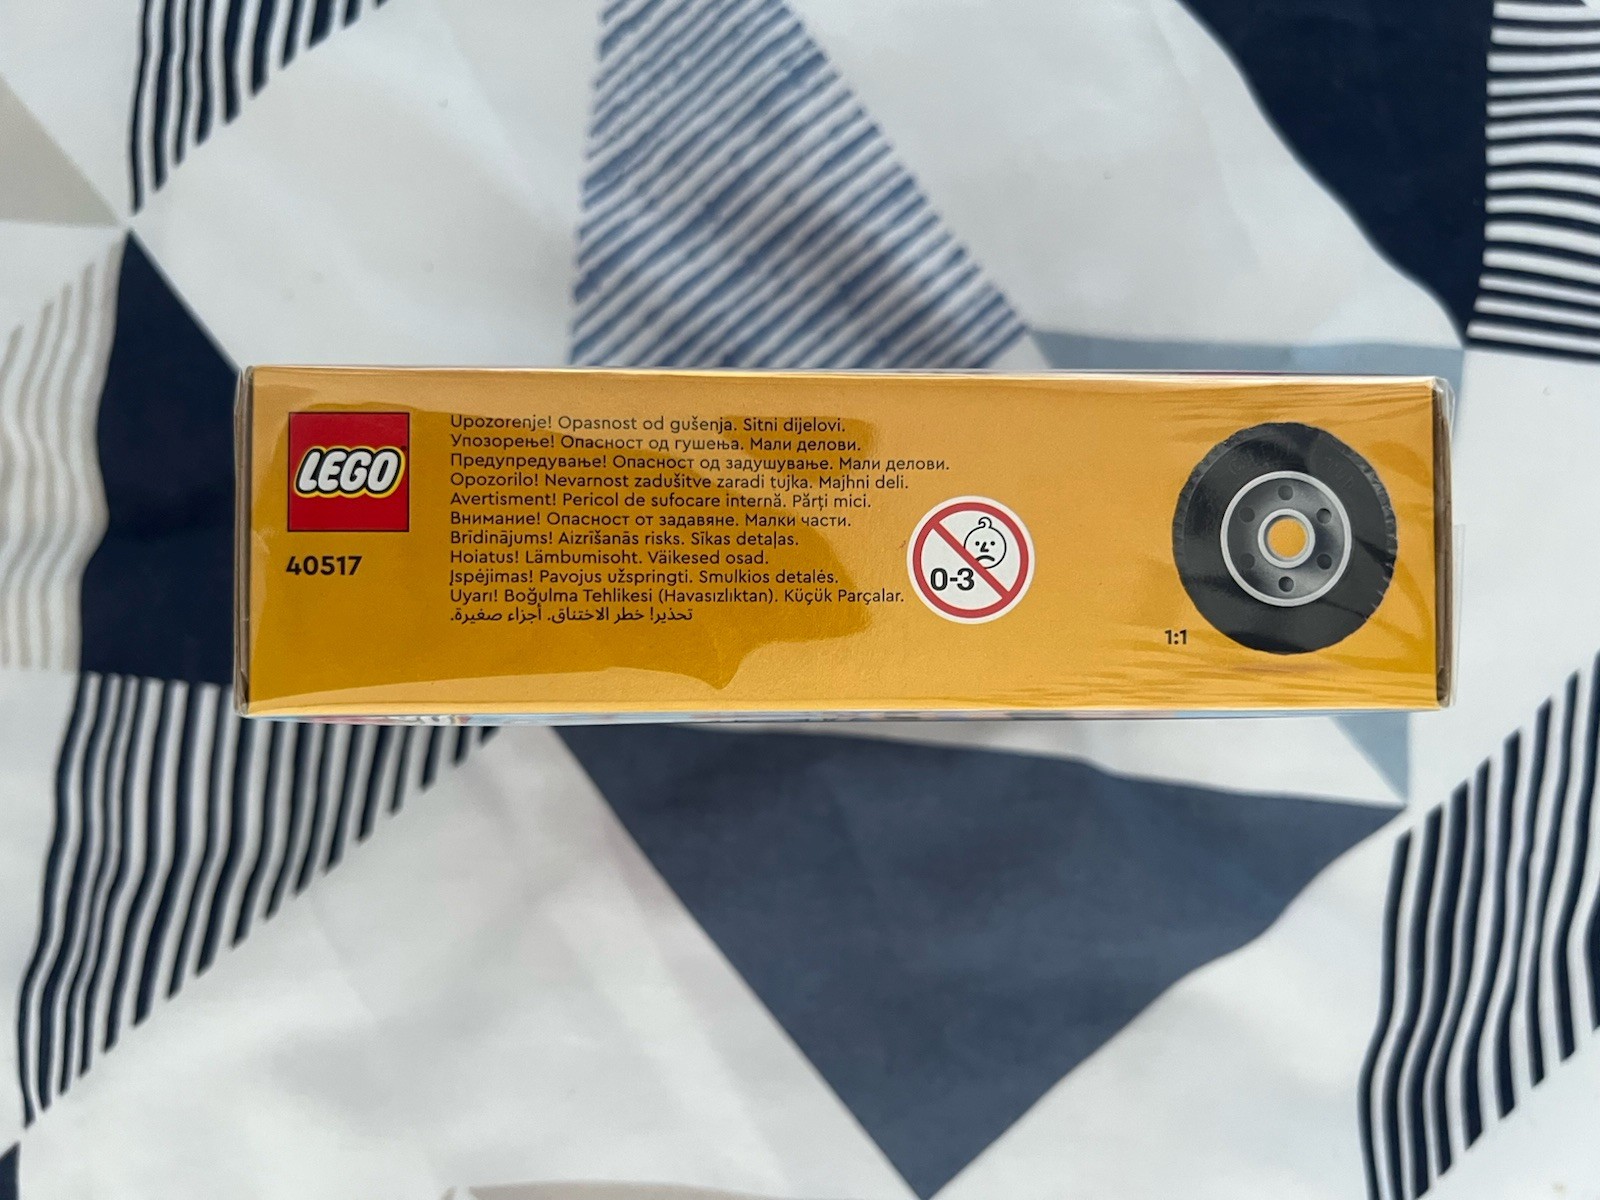 LEGO
40517
Upozorenje! Opasnost od gušenja. Sitni dijelovi.
Упозорење! Опасност од гушења. Мали делови.
Предупредување! Опасност од задушување. Мали делови.
Opozorilo! Nevarnost zadušitve zaradi tujka. Majhni deli.
Avertisment! Pericol de sufocare internă. Părți mici.
Внимание! Опасност от задавяне. Малки части.
Brīdinājums! Aizrīšanās risks. Sīkas detaļas.
Hoiatus! Lämbumisoht. Väikesed osad.
Įspėjimas! Pavojus užspringti. Smulkios detalės.
Uyarı! Boğulma Tehlikesi (Havasızlıktan). Küçük Parçalar.
تحذير! خطر الاختناق. أجزاء صغيرة.
0-3
1:1